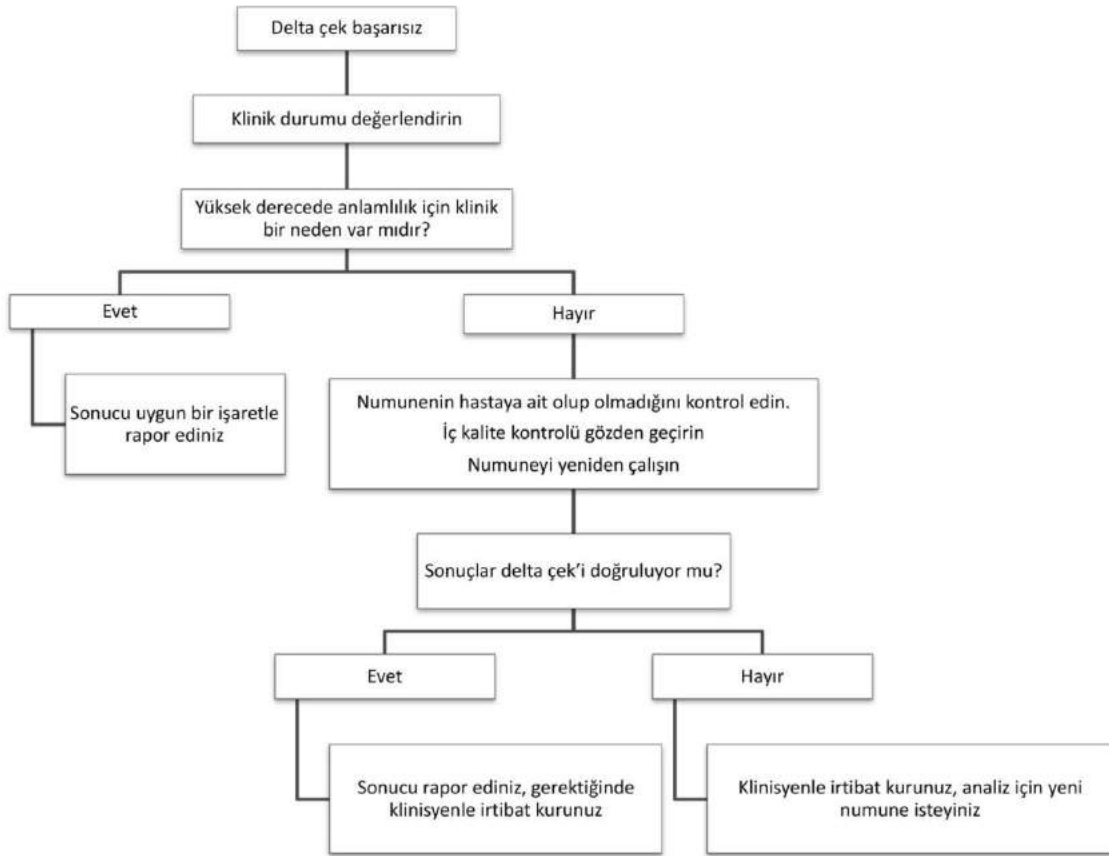 Delta çek başarısız
Klinik durumu değerlendirin
Yüksek derecede anlamlılık için klinik
bir neden var mıdır?
Evet
Hayır
Sonucu uygun bir işaretle
rapor ediniz
Numunenin hastaya ait olup olmadığını kontrol edin.
İç kalite kontrolü gözden geçirin
Numuneyi yeniden çalışın
Sonuçlar delta çek’i doğruluyor mu?
Evet
Hayır
Sonucu rapor ediniz, gerektiğinde
klinisyenle irtibat kurunuz
Klinisyenle irtibat kurunuz, analiz için yeni
numune isteyiniz